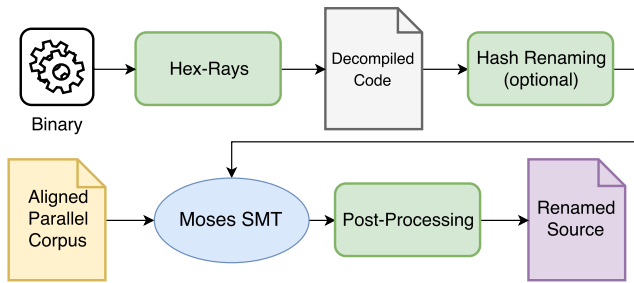 Binary
Hex-Rays
Decompiled
Code
Hash Renaming
(optional)
Aligned
Parallel
Corpus
Moses SMT
Post-Processing
Renamed
Source